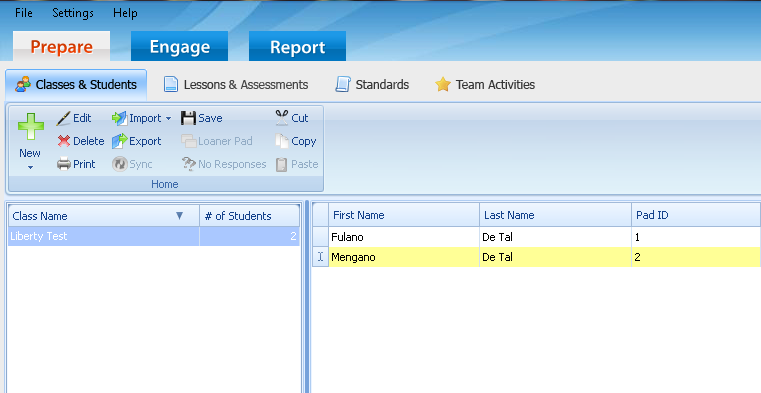 File Settings Help
Prepare Engage Report
Classes & Students Lessons & Assessments Standards Team Activities
New
Edit Import Save Cut
Delete Export Loaner Pad Copy
Print Sync No Responses Paste
Home
Class Name # of Students
Liberty Test 2
First Name Last Name Pad ID
Fulano De Tal 1
Mengano De Tal 2